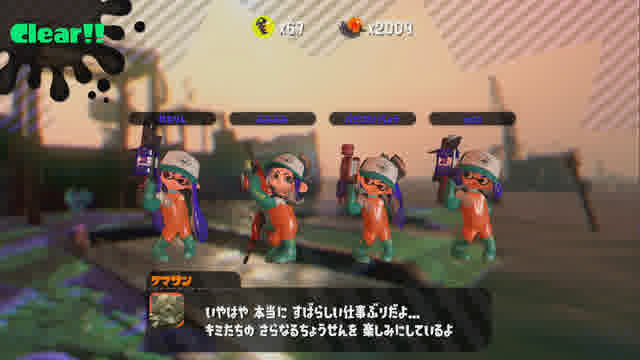 Clear!!
x67
x2009
クマサン
いやはや 本当に すばらしい仕事ぶりだよ...
キミたちの さらなるちょうせんを 楽しみにしているよ